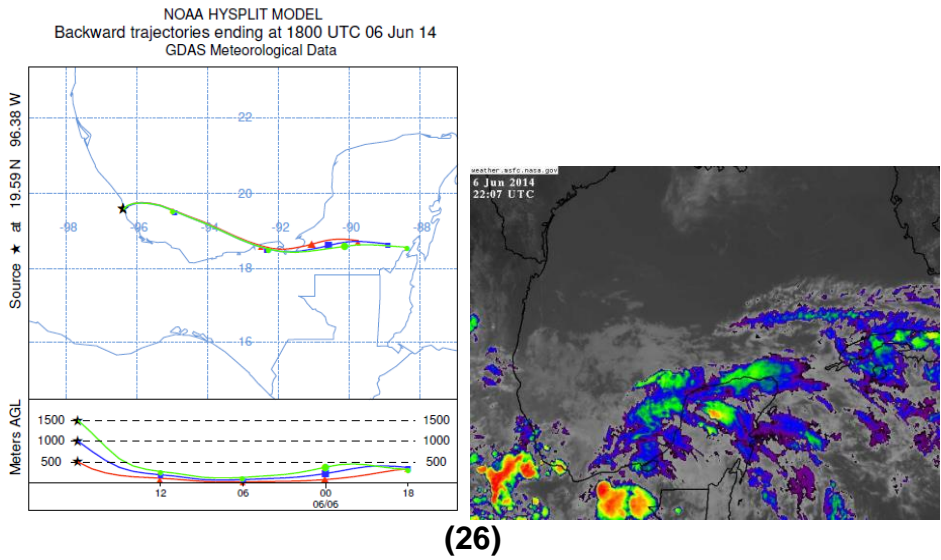 NOAA HYSPLIT MODEL
Backward trajectories ending at 1800 UTC 06 Jun 14
GDAS Meteorological Data
Source ★ at 19.59 N 96.38 W
22
20
-98
-96
-94
-92
-90
-88
18
16
Meters AGL
1500
1000
500
1500
1000
500
12
06
00
18
06/06
weather.msfc.nasa.gov
6 Jun 2014
22:07 UTC
(26)